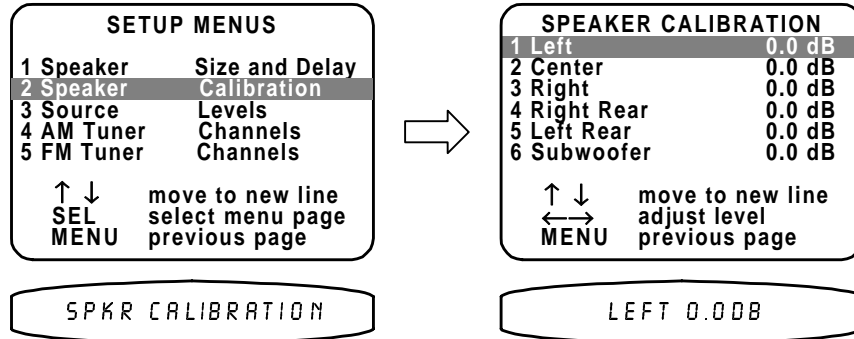 SETUP MENUS
1 Speaker Size and Delay
2 Speaker Calibration
3 Source Levels
4 AM Tuner Channels
5 FM Tuner Channels
↑ ↓ move to new line
SEL select menu page
MENU previous page
SPKR CALIBRATION
SPEAKER CALIBRATION
1 Left 0.0 dB
2 Center 0.0 dB
3 Right 0.0 dB
4 Right Rear 0.0 dB
5 Left Rear 0.0 dB
6 Subwoofer 0.0 dB
↑ ↓ move to new line
←→ adjust level
MENU previous page
LEFT 0.0DB